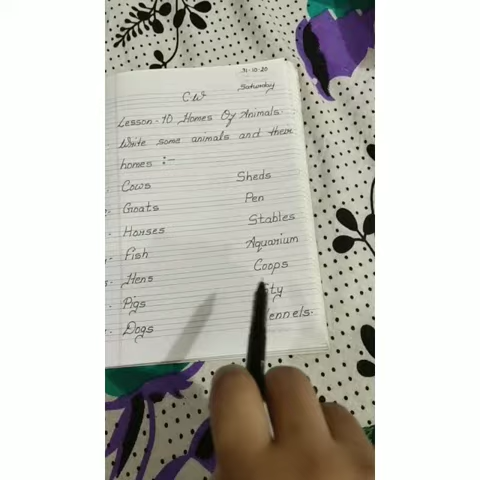 31-10-20
Saturday
C.W
Lesson-10 Homes Of Animals.
Write some animals and their
homes :-
Cows Sheds
Goats Pen
Horses Stables
Fish Aquarium
Hens Coops
Pigs
Dogs